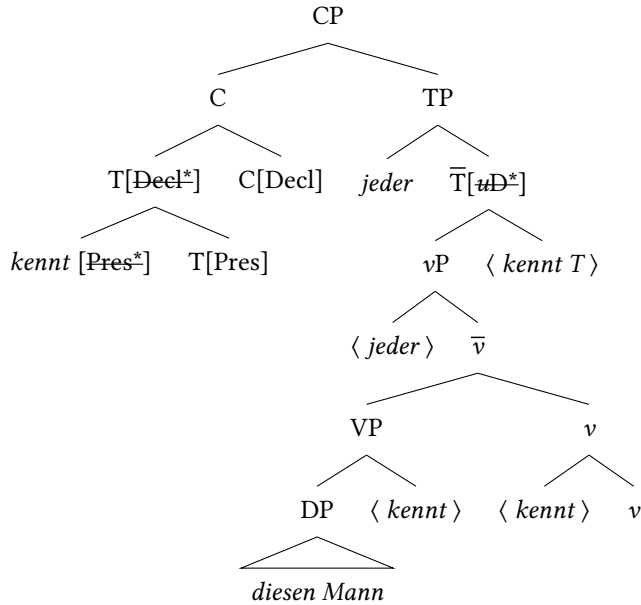 CP
C TP
T[Decl*] C[Decl] jeder T̅[uD*]
kennt [Pres*] T[Pres] vP ⟨ kennt T ⟩
⟨ jeder ⟩ v̅
VP v
DP ⟨ kennt ⟩ ⟨ kennt ⟩ v
diesen Mann